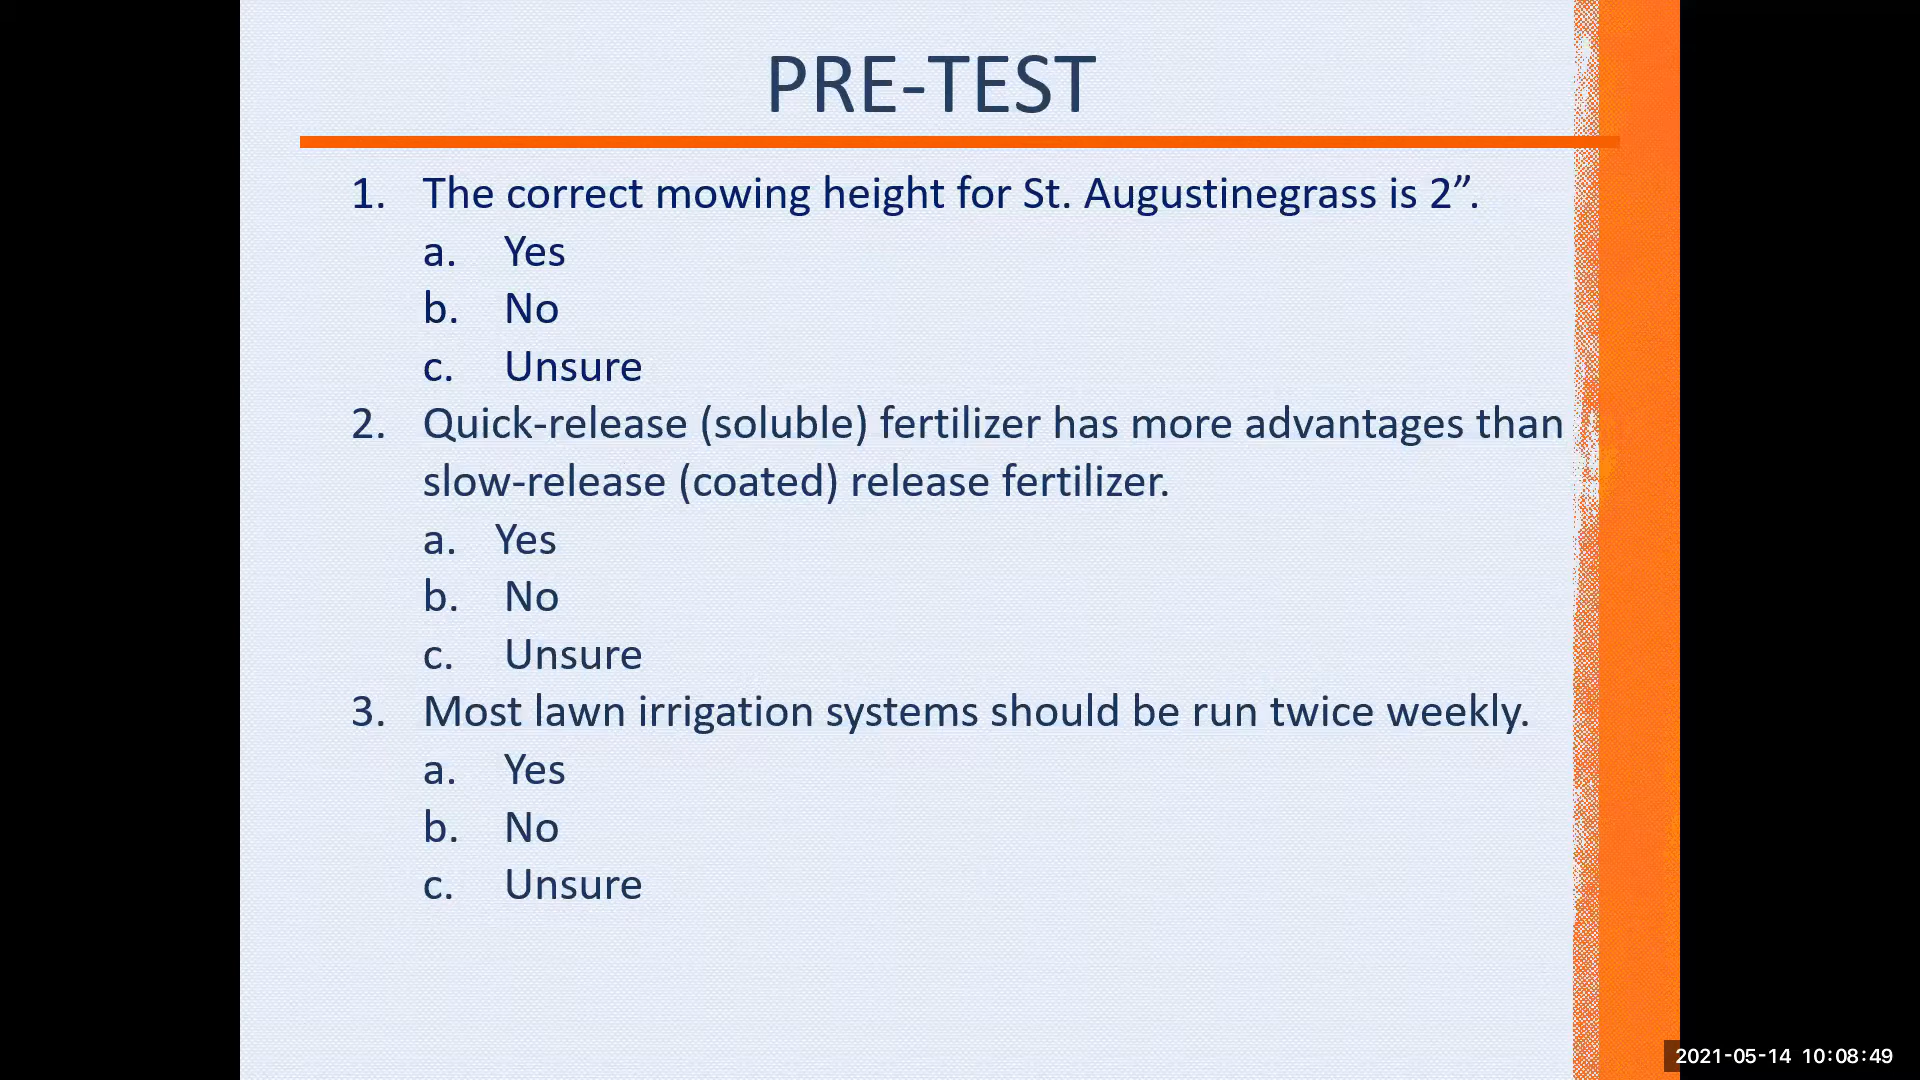 PRE-TEST
1. The correct mowing height for St. Augustinegrass is 2”.
a. Yes
b. No
c. Unsure
2. Quick-release (soluble) fertilizer has more advantages than
slow-release (coated) release fertilizer.
a. Yes
b. No
c. Unsure
3. Most lawn irrigation systems should be run twice weekly.
a. Yes
b. No
c. Unsure
2021-05-14 10:08:49